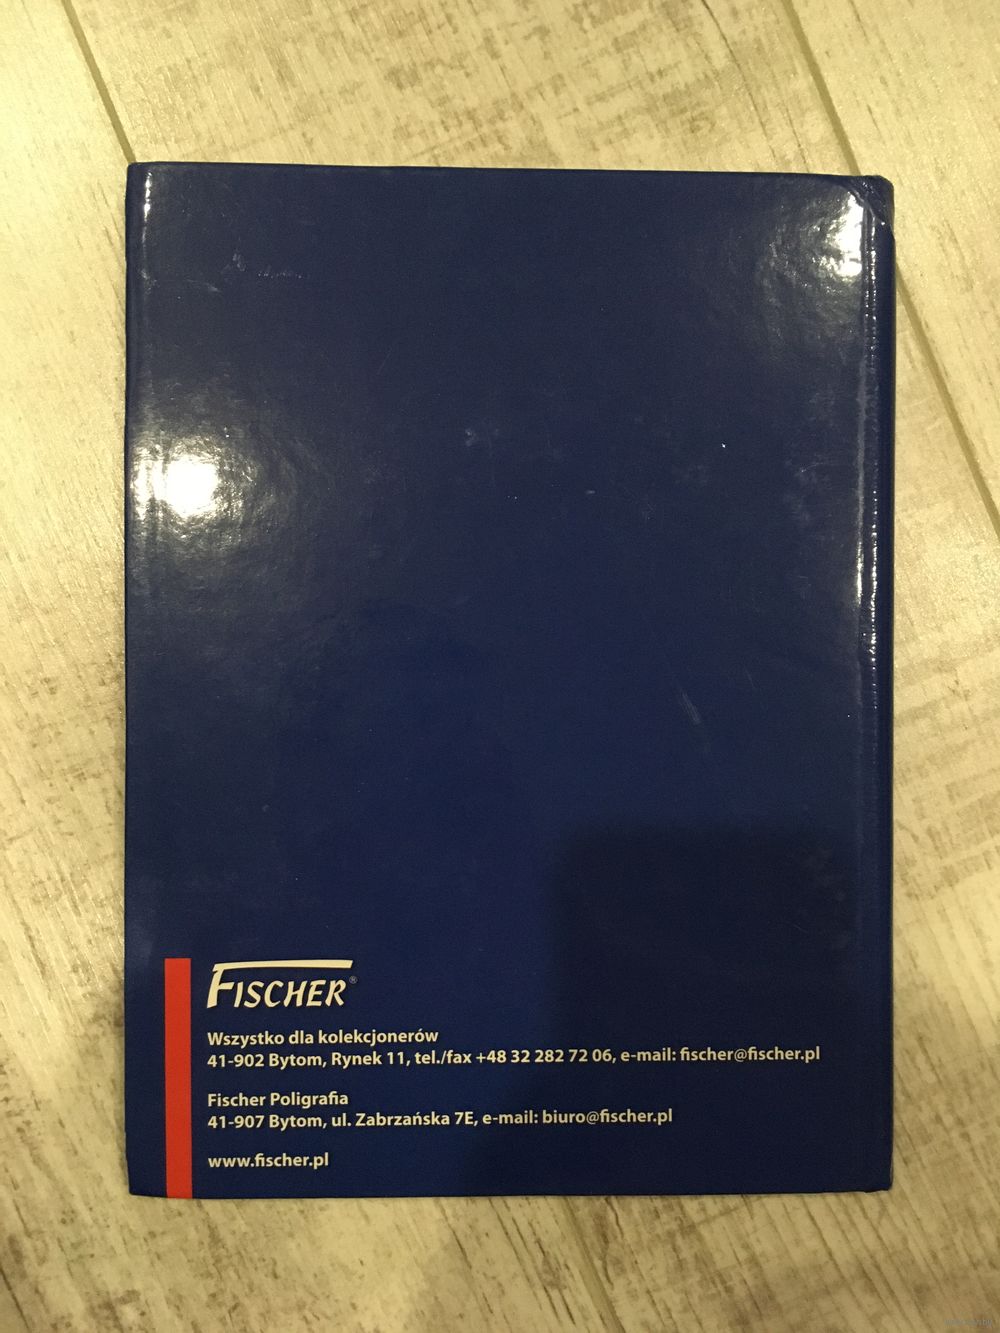 FISCHER®
Wszystko dla kolekcjonerów
41-902 Bytom, Rynek 11, tel./fax +48 32 282 72 06, e-mail: fischer@fischer.pl
Fischer Poligrafia
41-907 Bytom, ul. Zabrzańska 7E, e-mail: biuro@fischer.pl
www.fischer.pl